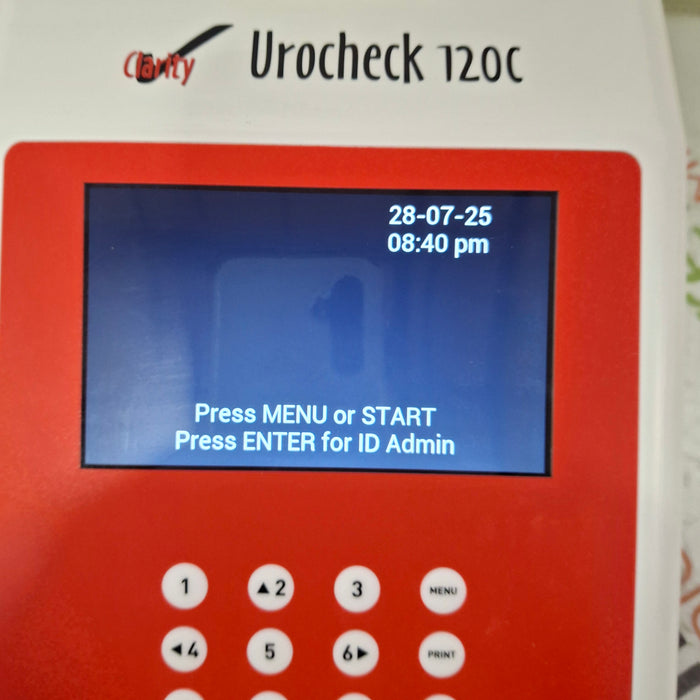 Clarity Urocheck 120C
28-07-25
08:40 pm
Press MENU or START
Press ENTER for ID Admin
1 ▲2 3 MENU
◄4 5 6► PRINT